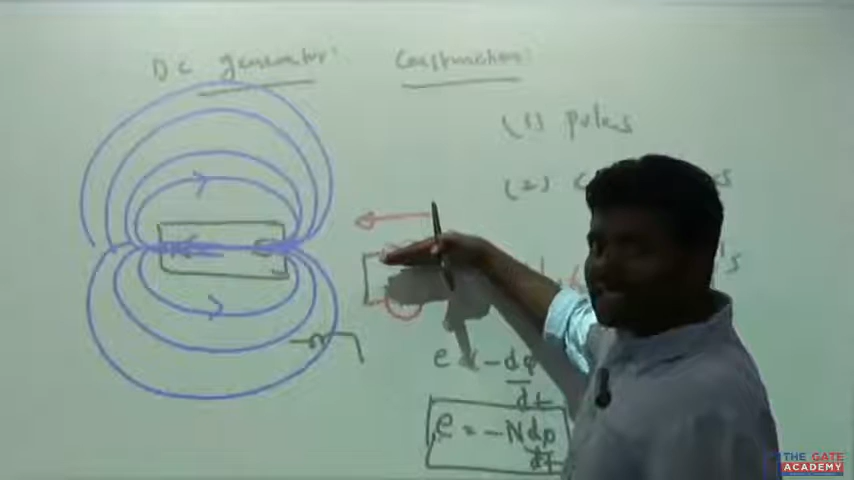 DC generator: Construction:
(1) poles
(2)
e ∝ -dφ/dt
e = -N dφ/dt
THE GATE
ACADEMY